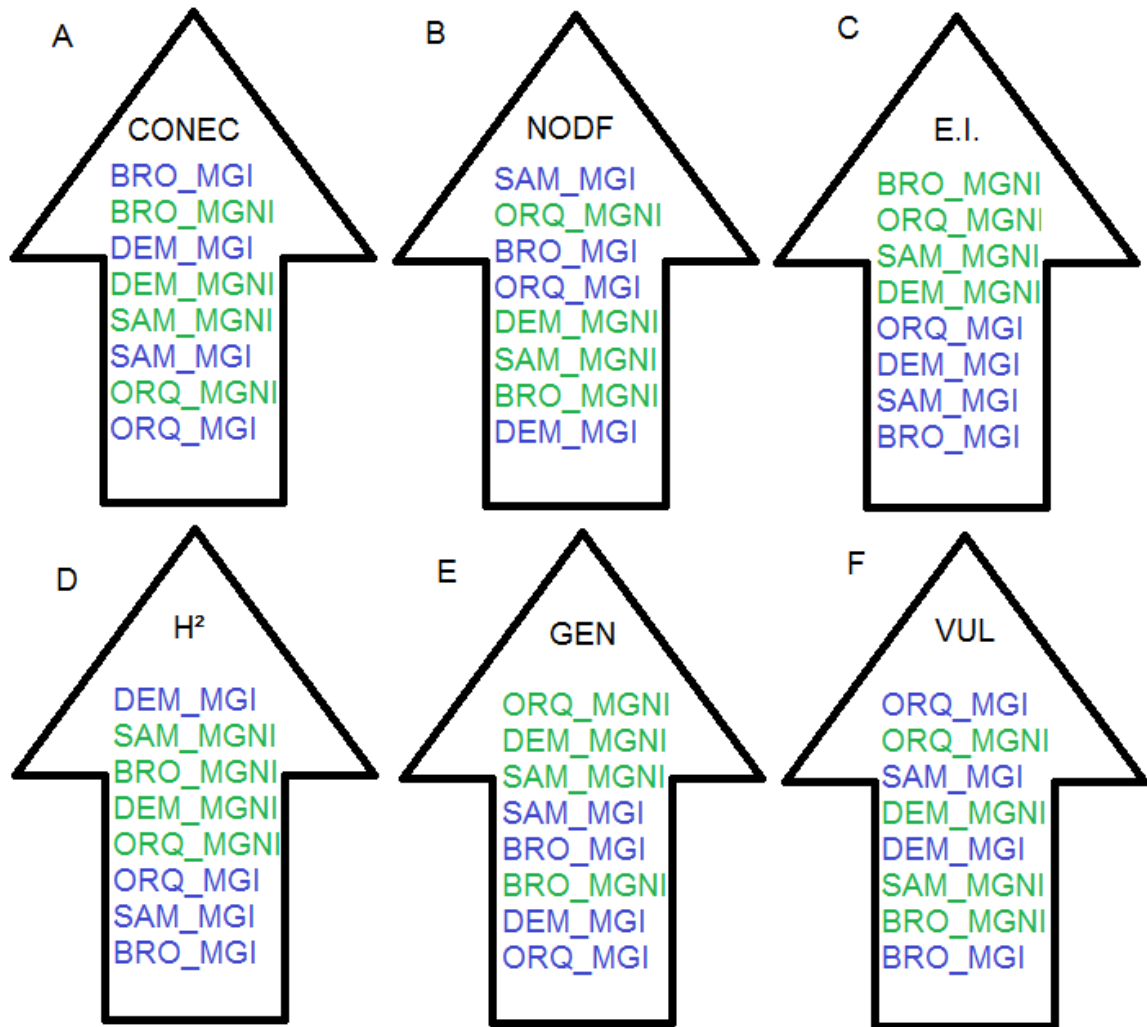 A
CONEC
BRO_MGI
BRO_MGNI
DEM_MGI
DEM_MGNI
SAM_MGNI
SAM_MGI
ORQ_MGNI
ORQ_MGI
B
NODF
SAM_MGI
ORQ_MGNI
BRO_MGI
ORQ_MGI
DEM_MGNI
SAM_MGNI
BRO_MGNI
DEM_MGI
C
E.I.
BRO_MGNI
ORQ_MGNI
SAM_MGNI
DEM_MGNI
ORQ_MGI
DEM_MGI
SAM_MGI
BRO_MGI
D
H²
DEM_MGI
SAM_MGNI
BRO_MGNI
DEM_MGNI
ORQ_MGNI
ORQ_MGI
SAM_MGI
BRO_MGI
E
GEN
ORQ_MGNI
DEM_MGNI
SAM_MGNI
SAM_MGI
BRO_MGI
BRO_MGNI
DEM_MGI
ORQ_MGI
F
VUL
ORQ_MGI
ORQ_MGNI
SAM_MGI
DEM_MGNI
DEM_MGI
SAM_MGNI
BRO_MGNI
BRO_MGI